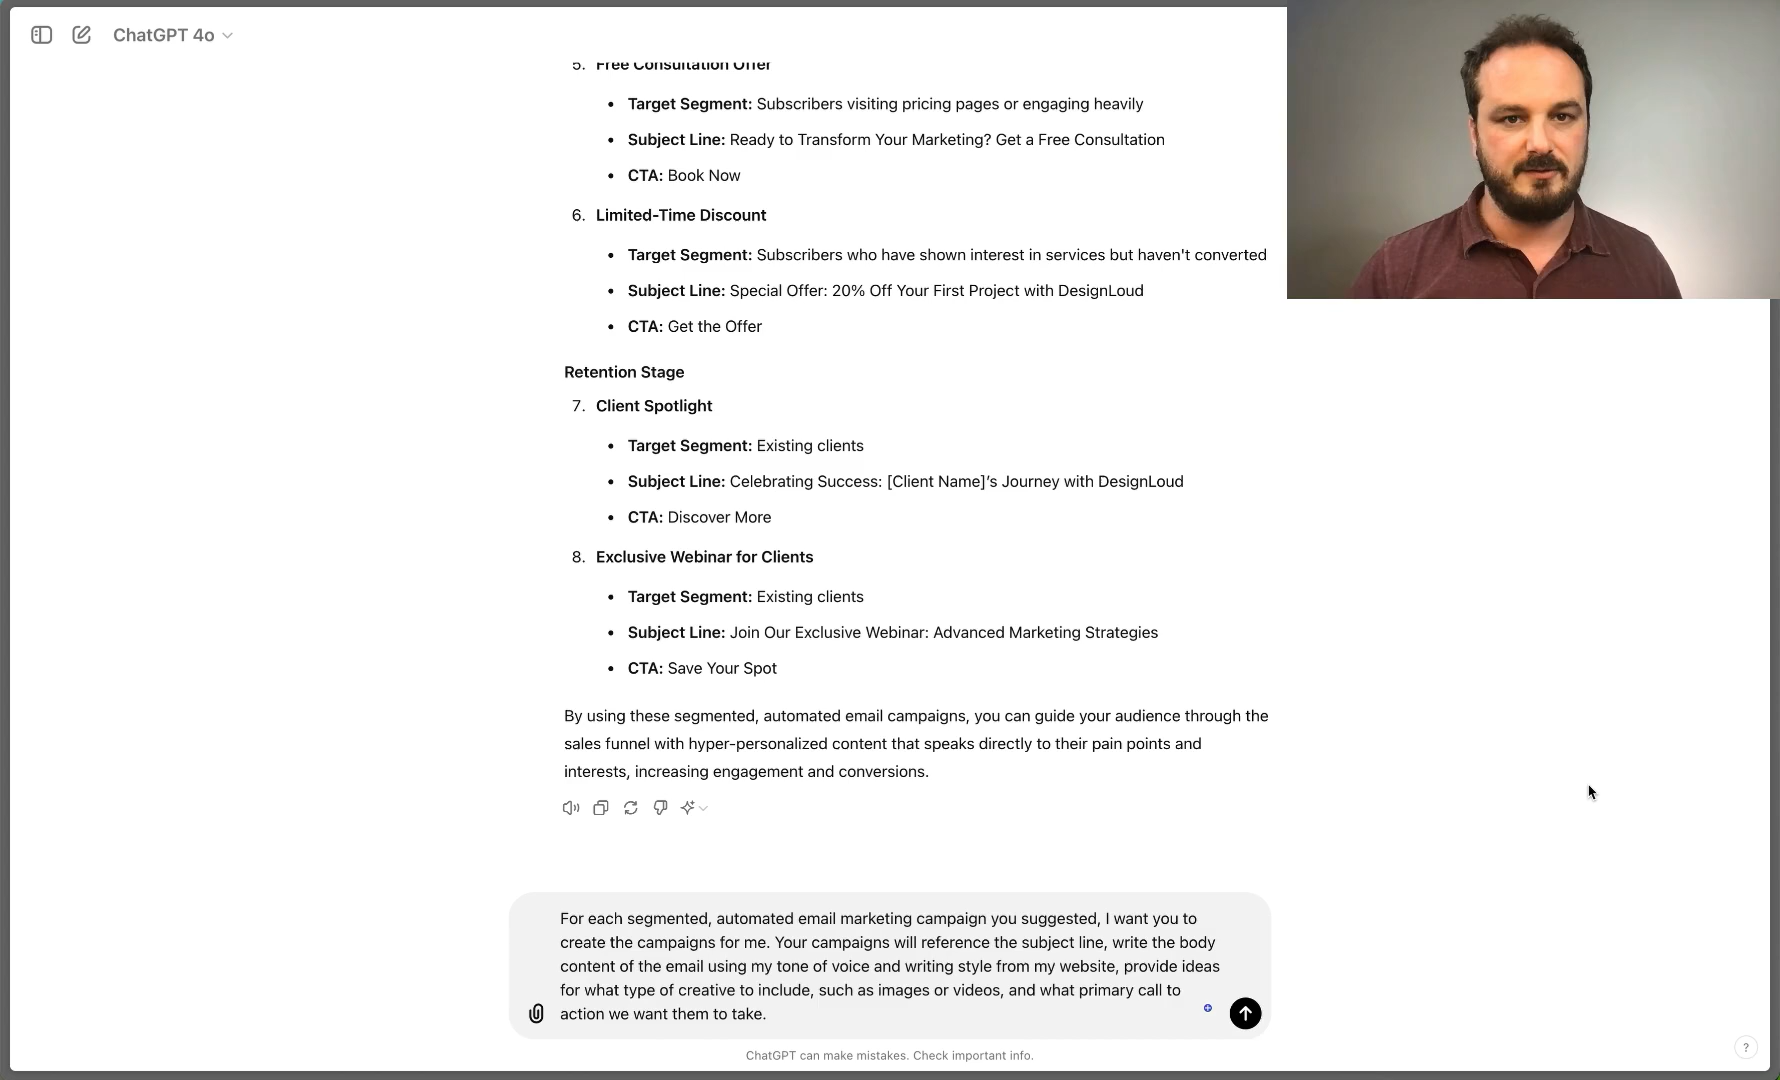 ChatGPT 4o
5. Free Consultation Offer
• Target Segment: Subscribers visiting pricing pages or engaging heavily
• Subject Line: Ready to Transform Your Marketing? Get a Free Consultation
• CTA: Book Now
6. Limited-Time Discount
• Target Segment: Subscribers who have shown interest in services but haven't converted
• Subject Line: Special Offer: 20% Off Your First Project with DesignLoud
• CTA: Get the Offer
Retention Stage
7. Client Spotlight
• Target Segment: Existing clients
• Subject Line: Celebrating Success: [Client Name]’s Journey with DesignLoud
• CTA: Discover More
8. Exclusive Webinar for Clients
• Target Segment: Existing clients
• Subject Line: Join Our Exclusive Webinar: Advanced Marketing Strategies
• CTA: Save Your Spot
By using these segmented, automated email campaigns, you can guide your audience through the
sales funnel with hyper-personalized content that speaks directly to their pain points and
interests, increasing engagement and conversions.
For each segmented, automated email marketing campaign you suggested, I want you to
create the campaigns for me. Your campaigns will reference the subject line, write the body
content of the email using my tone of voice and writing style from my website, provide ideas
for what type of creative to include, such as images or videos, and what primary call to
action we want them to take.
ChatGPT can make mistakes. Check important info.
?